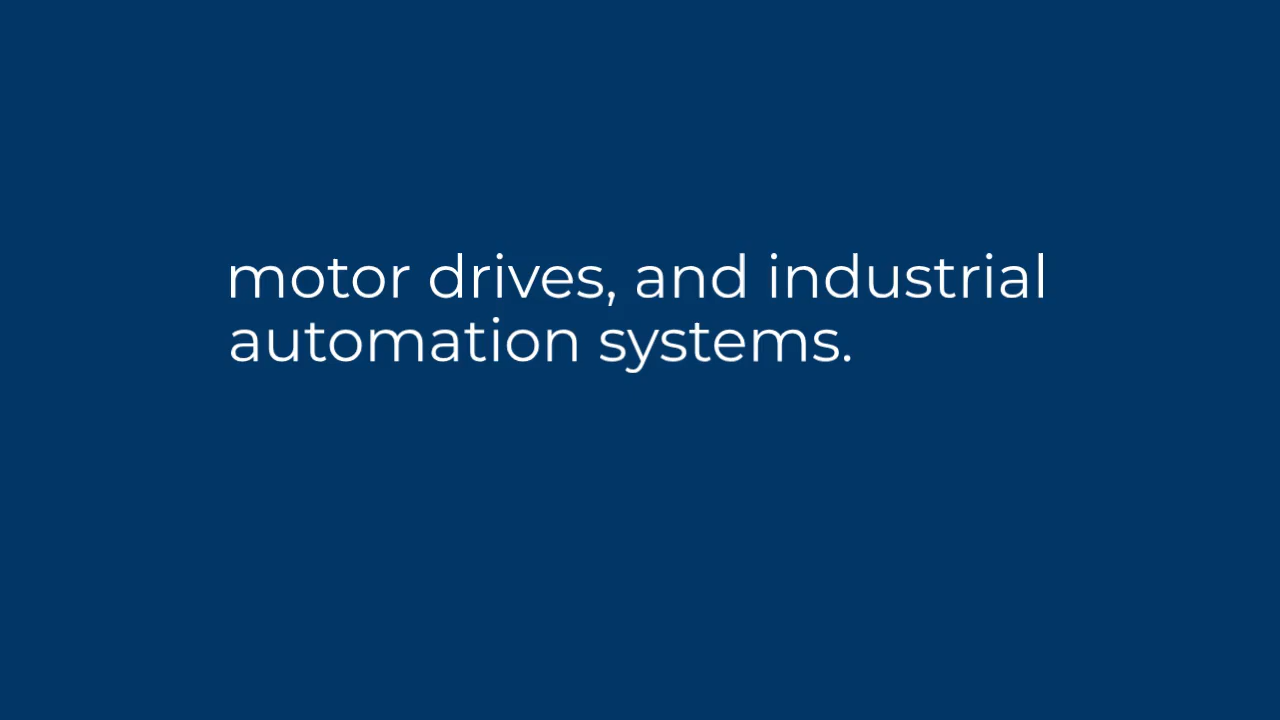 motor drives, and industrial
automation systems.